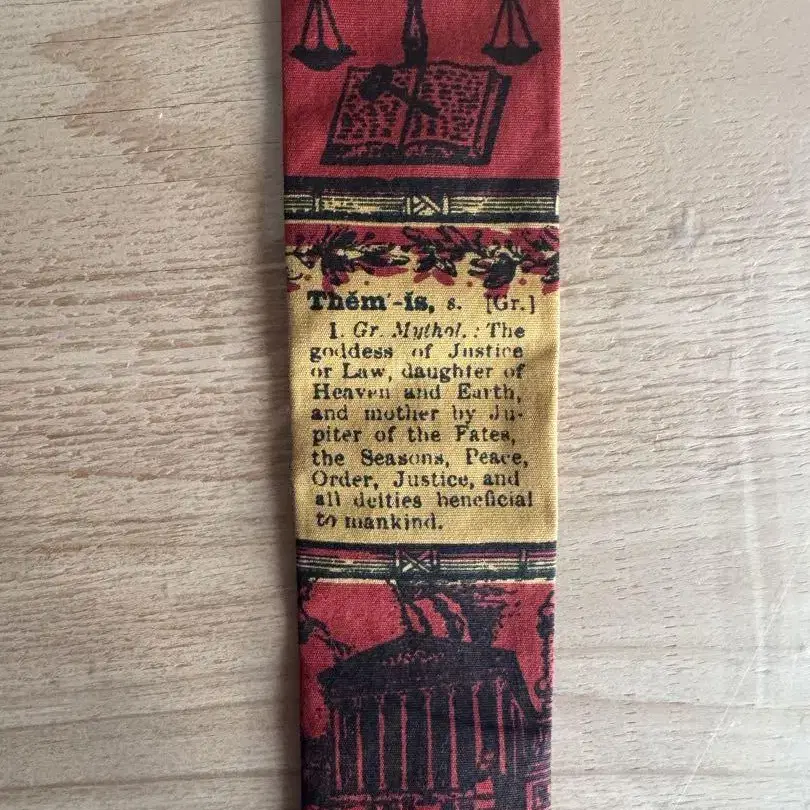 Thĕm'-ĭs, s. [Gr.]
1. Gr. Mythol.: The
goddess of Justice
or Law, daughter of
Heaven and Earth,
and mother by Ju-
piter of the Fates,
the Seasons, Peace,
Order, Justice, and
all deities beneficial
to mankind.